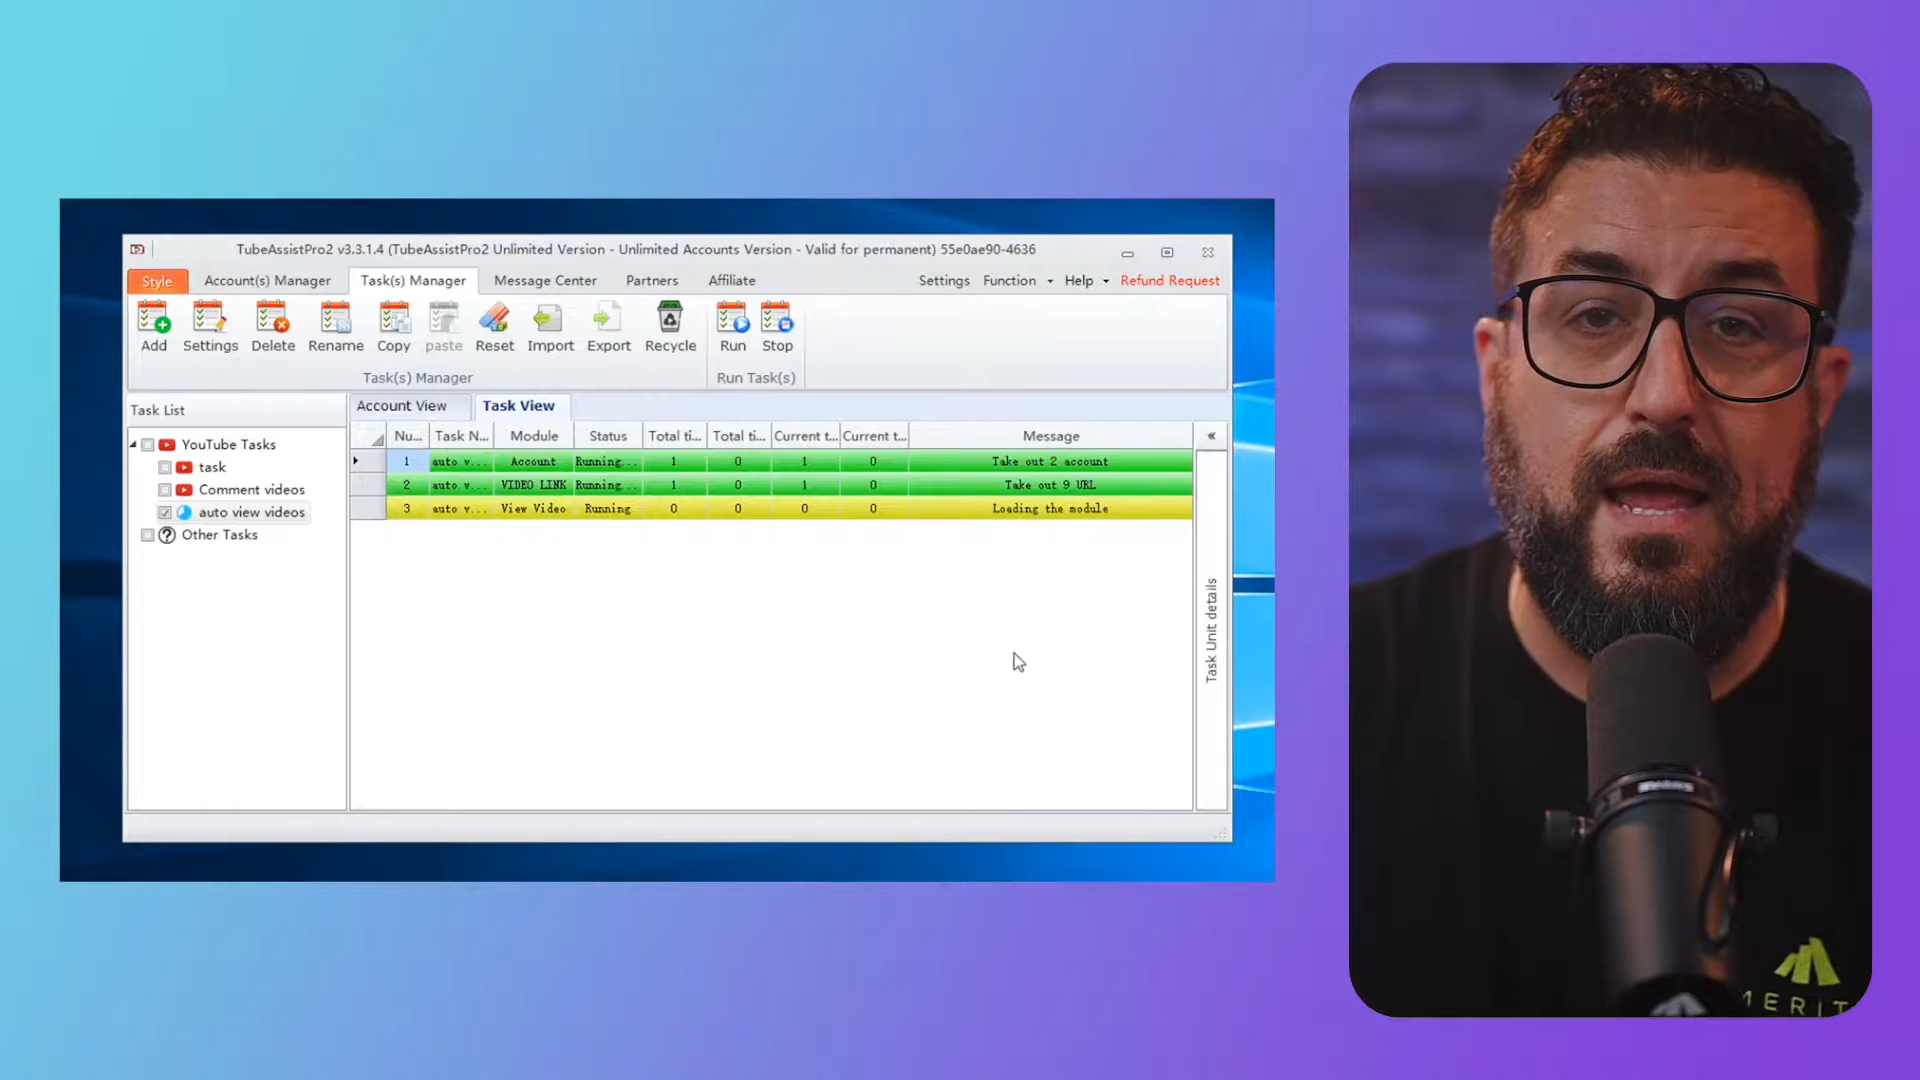 TubeAssistPro2 v3.3.1.4 (TubeAssistPro2 Unlimited Version - Unlimited Accounts Version - Valid for permanent) 55e0ae90-4636
Style Account(s) Manager Task(s) Manager Message Center Partners Affiliate Settings Function Help Refund Request
Add Settings Delete Rename Copy paste Reset Import Export Recycle Run Stop
Task(s) Manager Run Task(s)
Task List
YouTube Tasks
task
Comment videos
auto view videos
Other Tasks
Account View Task View
Nu... Task N... Module Status Total ti... Total ti... Current t... Current t... Message «
1 auto v... Account Running... 1 0 1 0 Take out 2 account
2 auto v... VIDEO LINK Running... 1 0 1 0 Take out 9 URL
3 auto v... View Video Running 0 0 0 0 Loading the module
Task Unit details